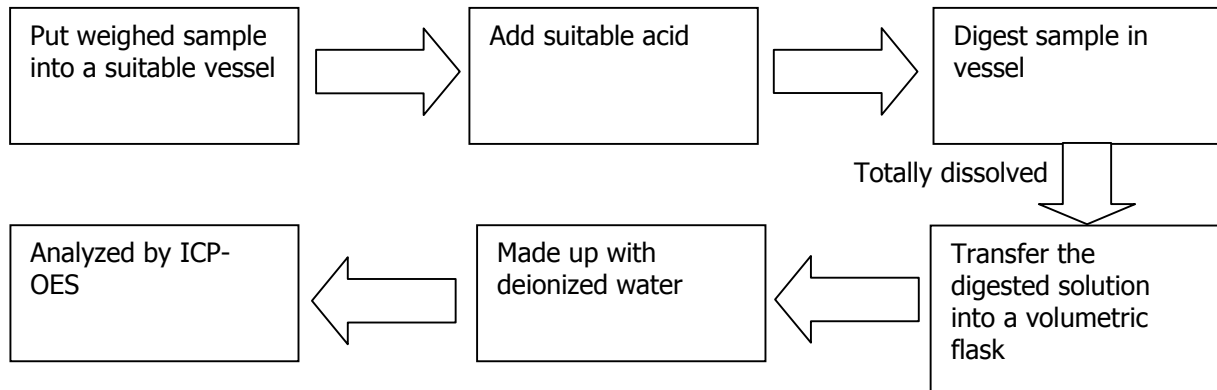 Put weighed sample
into a suitable vessel
Add suitable acid
Digest sample in
vessel
Totally dissolved
Transfer the
digested solution
into a volumetric
flask
Made up with
deionized water
Analyzed by ICP-
OES